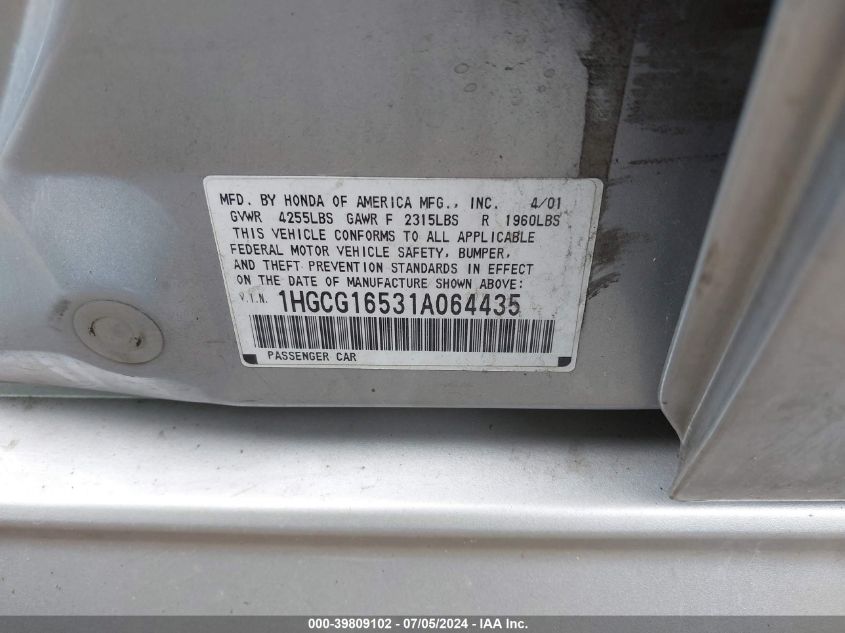 MFD. BY HONDA OF AMERICA MFG., INC. 4/01
GVWR 4255LBS GAWR F 2315LBS R 1960LBS
THIS VEHICLE CONFORMS TO ALL APPLICABLE
FEDERAL MOTOR VEHICLE SAFETY, BUMPER,
AND THEFT PREVENTION STANDARDS IN EFFECT
ON THE DATE OF MANUFACTURE SHOWN ABOVE:
V.I.N. 1HGCG16531A064435
PASSENGER CAR
000-39809102 - 07/05/2024 - IAA Inc.